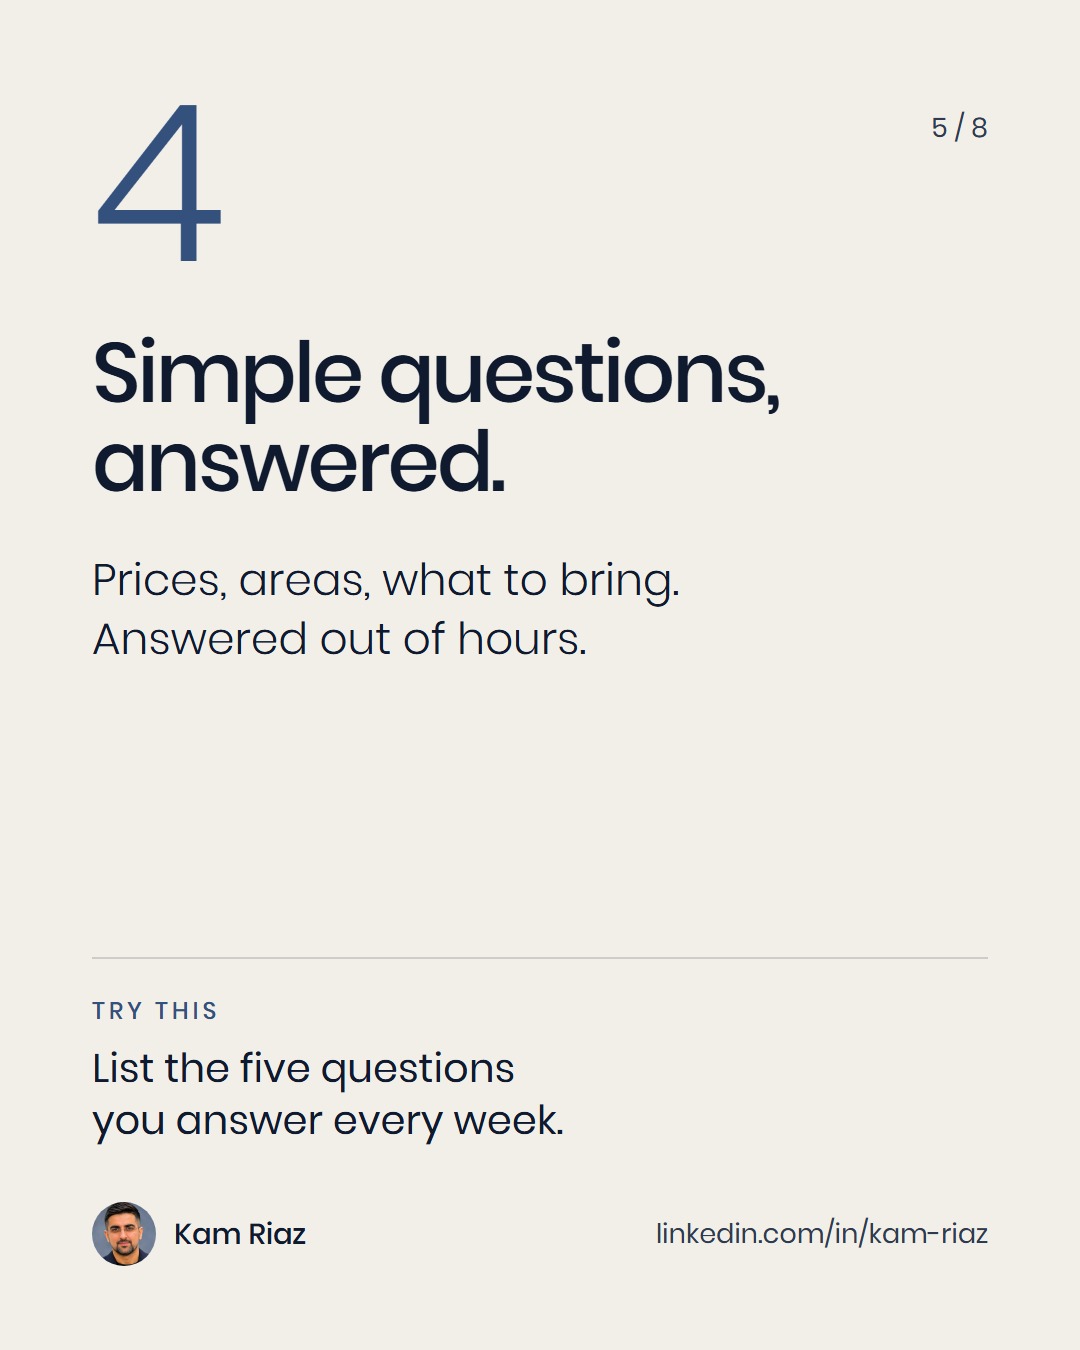 4
5 / 8
Simple questions,
answered.
Prices, areas, what to bring.
Answered out of hours.
TRY THIS
List the five questions
you answer every week.
Kam Riaz
linkedin.com/in/kam-riaz